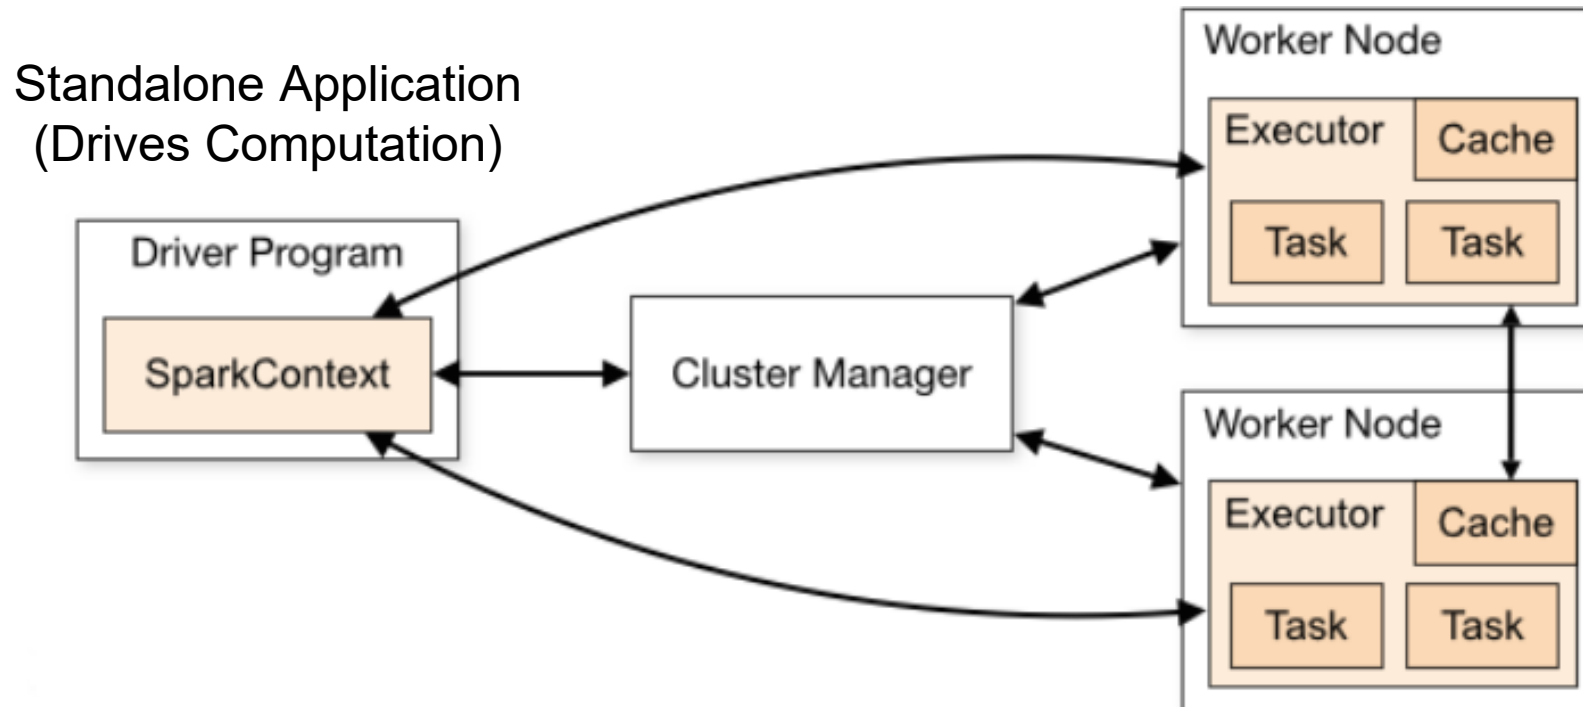 Standalone Application
(Drives Computation)
Driver Program
SparkContext
Cluster Manager
Worker Node
Executor
Cache
Task
Task
Worker Node
Executor
Cache
Task
Task